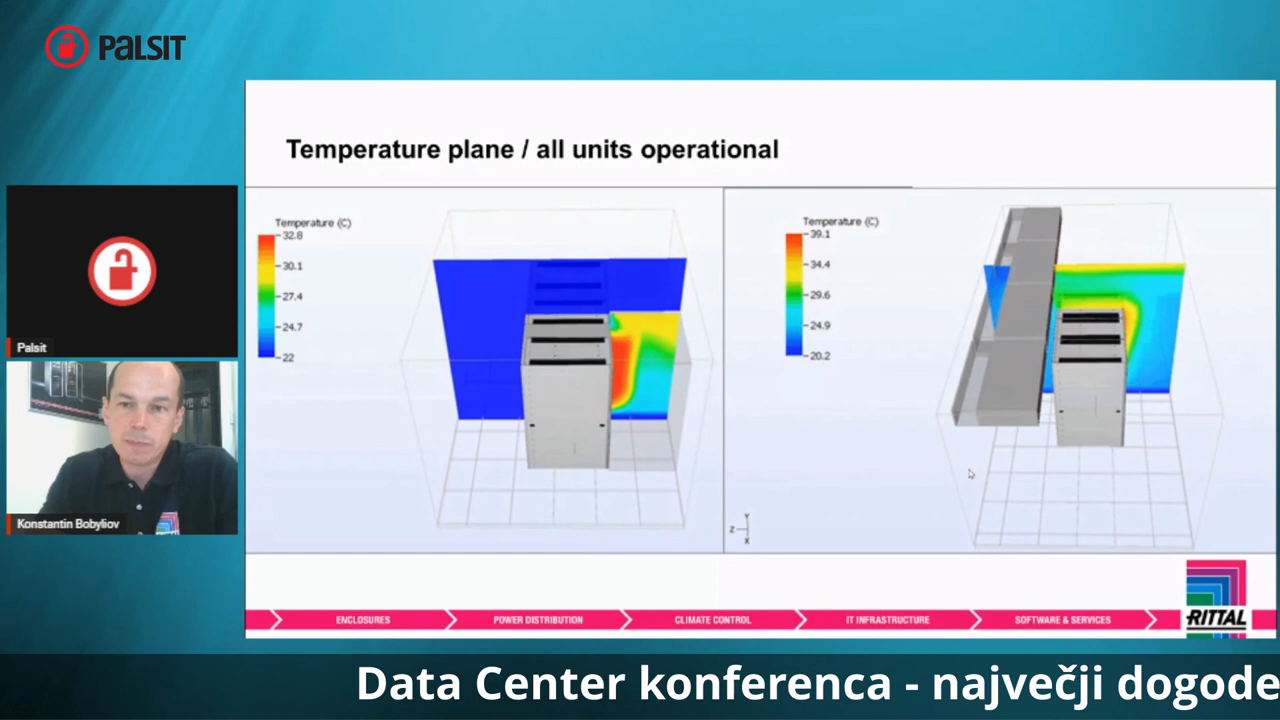 PALSIT
Temperature plane / all units operational
Temperature (C)
32.8
30.1
27.4
24.7
22
Temperature (C)
39.1
34.4
29.6
24.9
20.2
Y
Z
X
Palsit
Konstantin Bobyliov
ENCLOSURES
POWER DISTRIBUTION
CLIMATE CONTROL
IT INFRASTRUCTURE
SOFTWARE & SERVICES
RITTAL
Data Center konferenca - največji dogode